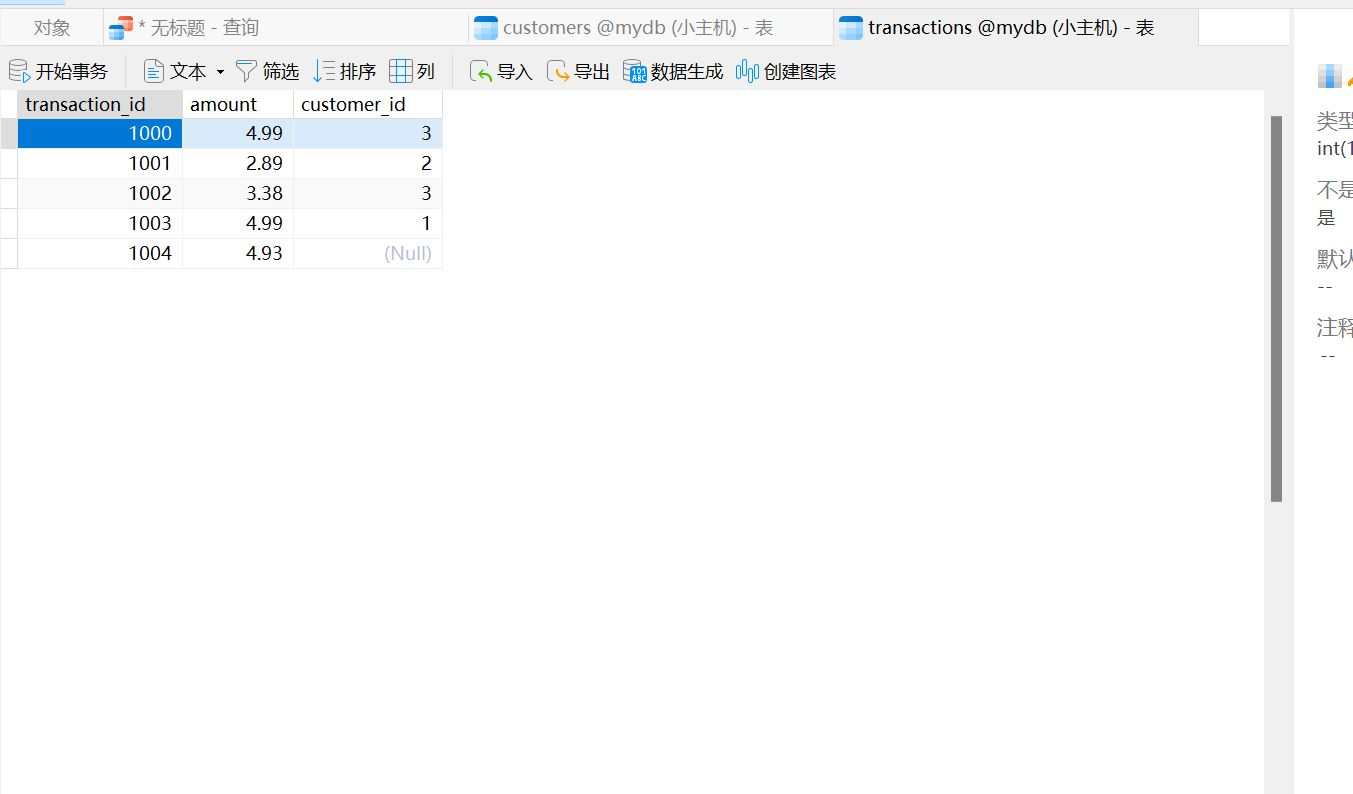 对象 * 无标题 - 查询 customers @mydb (小主机) - 表 transactions @mydb (小主机) - 表
开始事务 文本 筛选 排序 列 导入 导出 数据生成 创建图表
transaction_id amount customer_id
1000 4.99 3
1001 2.89 2
1002 3.38 3
1003 4.99 1
1004 4.93 (Null)
类型
int(1
不是
是
默认
--
注释
--